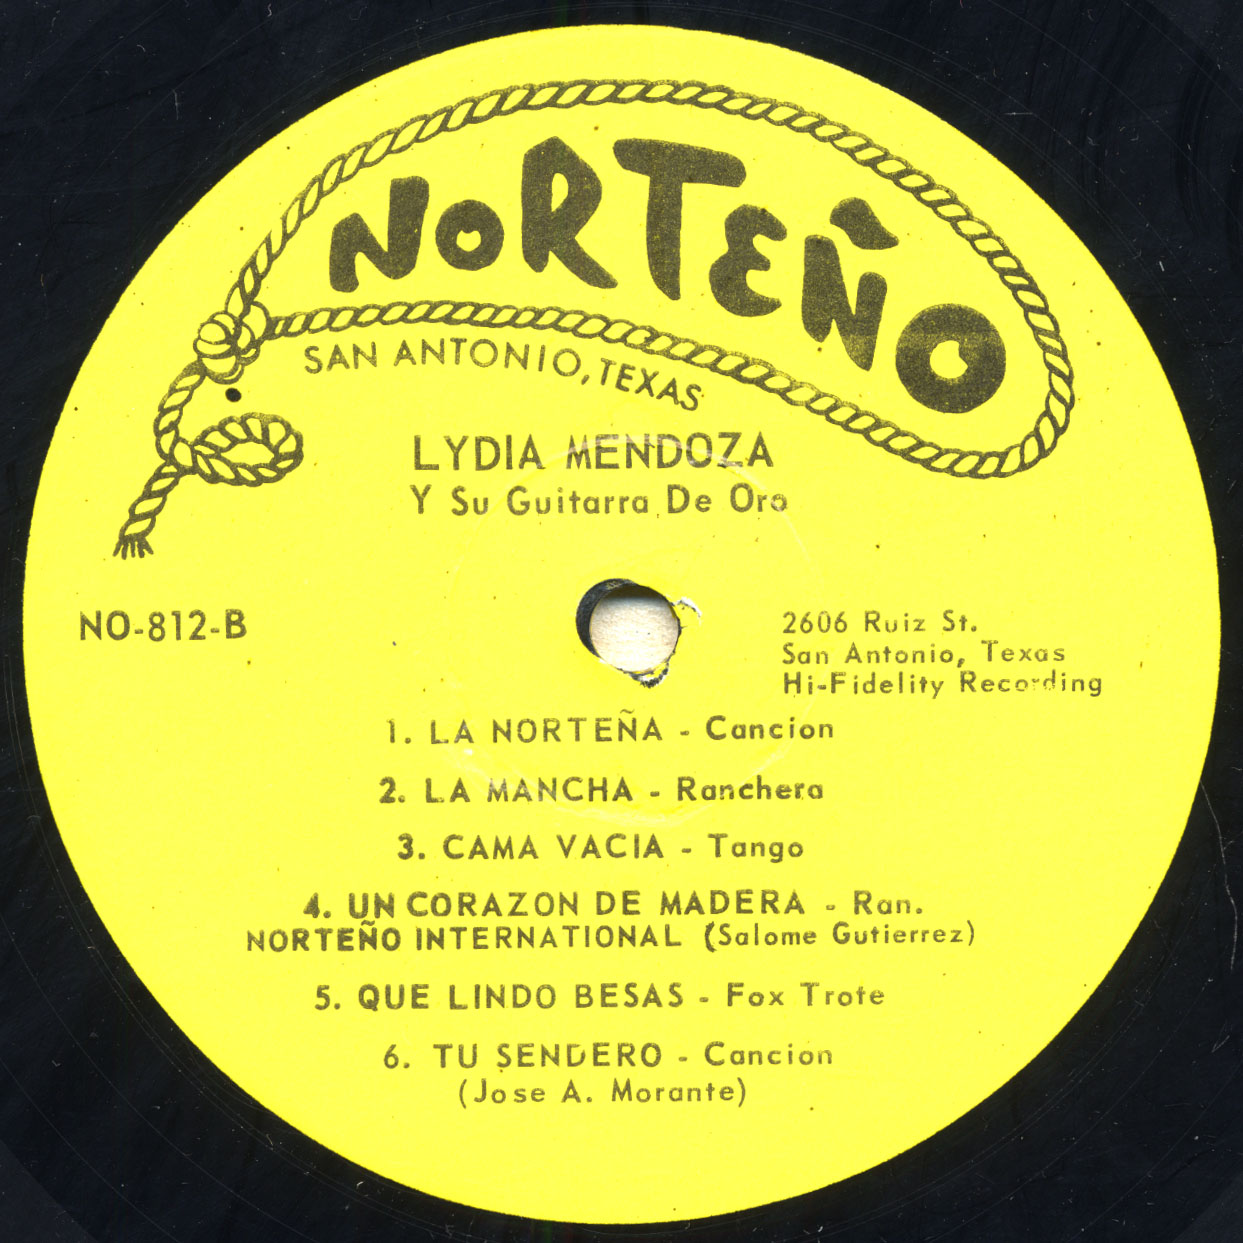 NORTEÑO
SAN ANTONIO, TEXAS
LYDIA MENDOZA
Y Su Guitarra De Oro
NO-812-B
2606 Ruiz St.
San Antonio, Texas
Hi-Fidelity Recording
1. LA NORTEÑA - Cancion
2. LA MANCHA - Ranchera
3. CAMA VACIA - Tango
4. UN CORAZON DE MADERA - Ran.
NORTEÑO INTERNATIONAL (Salome Gutierrez)
5. QUE LINDO BESAS - Fox Trote
6. TU SENDERO - Cancion
(Jose A. Morante)